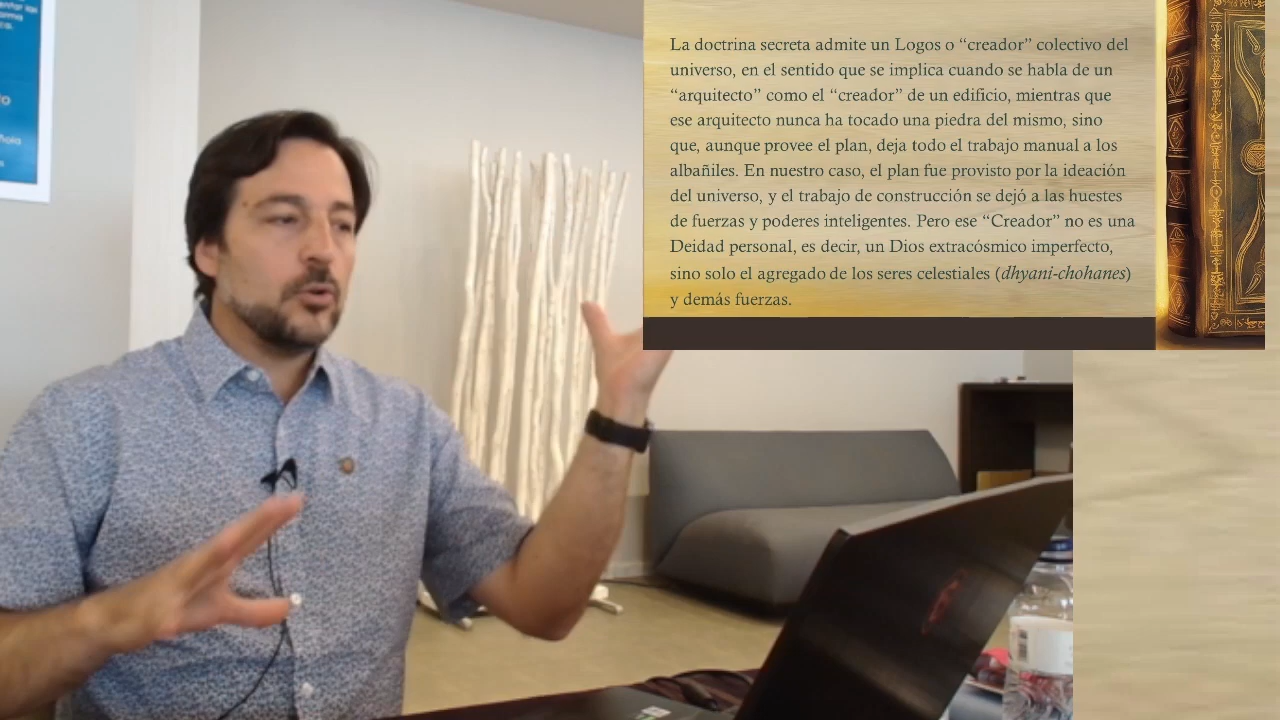 La doctrina secreta admite un Logos o “creador” colectivo del
universo, en el sentido que se implica cuando se habla de un
“arquitecto” como el “creador” de un edificio, mientras que
ese arquitecto nunca ha tocado una piedra del mismo, sino
que, aunque provee el plan, deja todo el trabajo manual a los
albañiles. En nuestro caso, el plan fue provisto por la ideación
del universo, y el trabajo de construcción se dejó a las huestes
de fuerzas y poderes inteligentes. Pero ese “Creador” no es una
Deidad personal, es decir, un Dios extracósmico imperfecto,
sino solo el agregado de los seres celestiales (dhyani-chohanes)
y demás fuerzas.